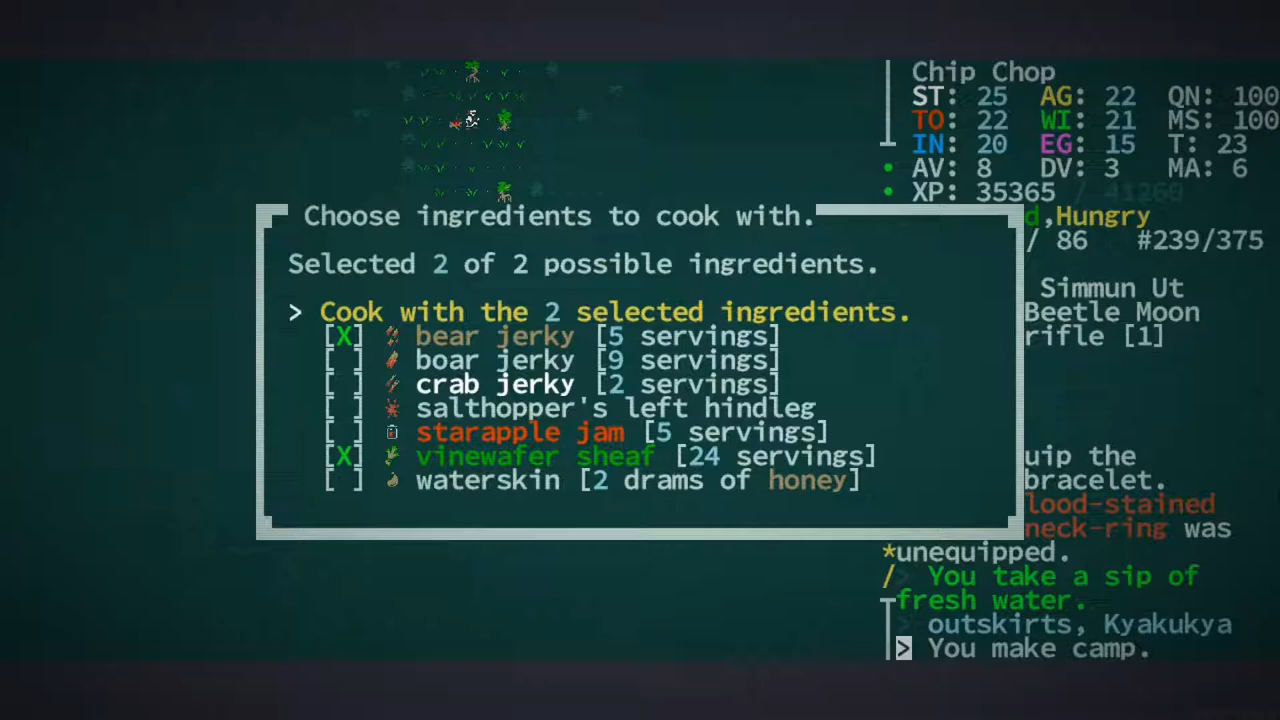 Chip Chop
ST: 25 AG: 22 QN: 100
TO: 22 WI: 21 MS: 100
IN: 20 EG: 15 T: 23
AV: 8 DV: 3 MA: 6
XP: 35365 / 41260
d,Hungry
/ 86 #239/375
Simmun Ut
Beetle Moon
rifle [1]
Choose ingredients to cook with.
Selected 2 of 2 possible ingredients.
> Cook with the 2 selected ingredients.
[X] bear jerky [5 servings]
[ ] boar jerky [9 servings]
[ ] crab jerky [2 servings]
[ ] salthopper's left hindleg
[ ] starapple jam [5 servings]
[X] vinewafer sheaf [24 servings]
[ ] waterskin [2 drams of honey]
uip the
bracelet.
lood-stained
neck-ring was
*unequipped.
/> You take a sip of
fresh water.
outskirts, Kyakukya
> You make camp.